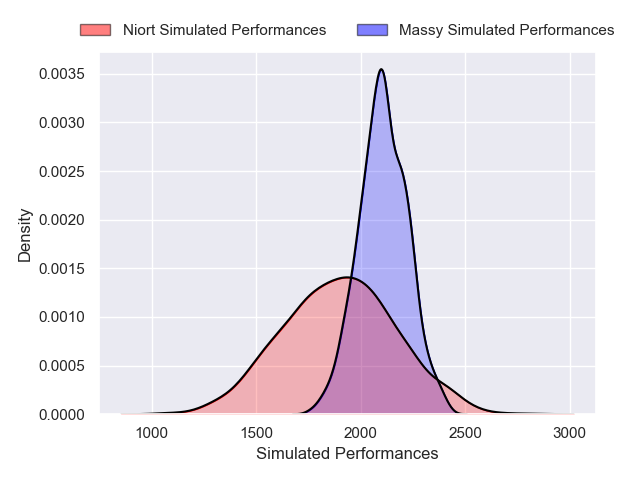 Niort Simulated Performances Massy Simulated Performances
0.0035
0.0030
0.0025
0.0020
0.0015
0.0010
0.0005
0.0000
Density
1000 1500 2000 2500 3000
Simulated Performances